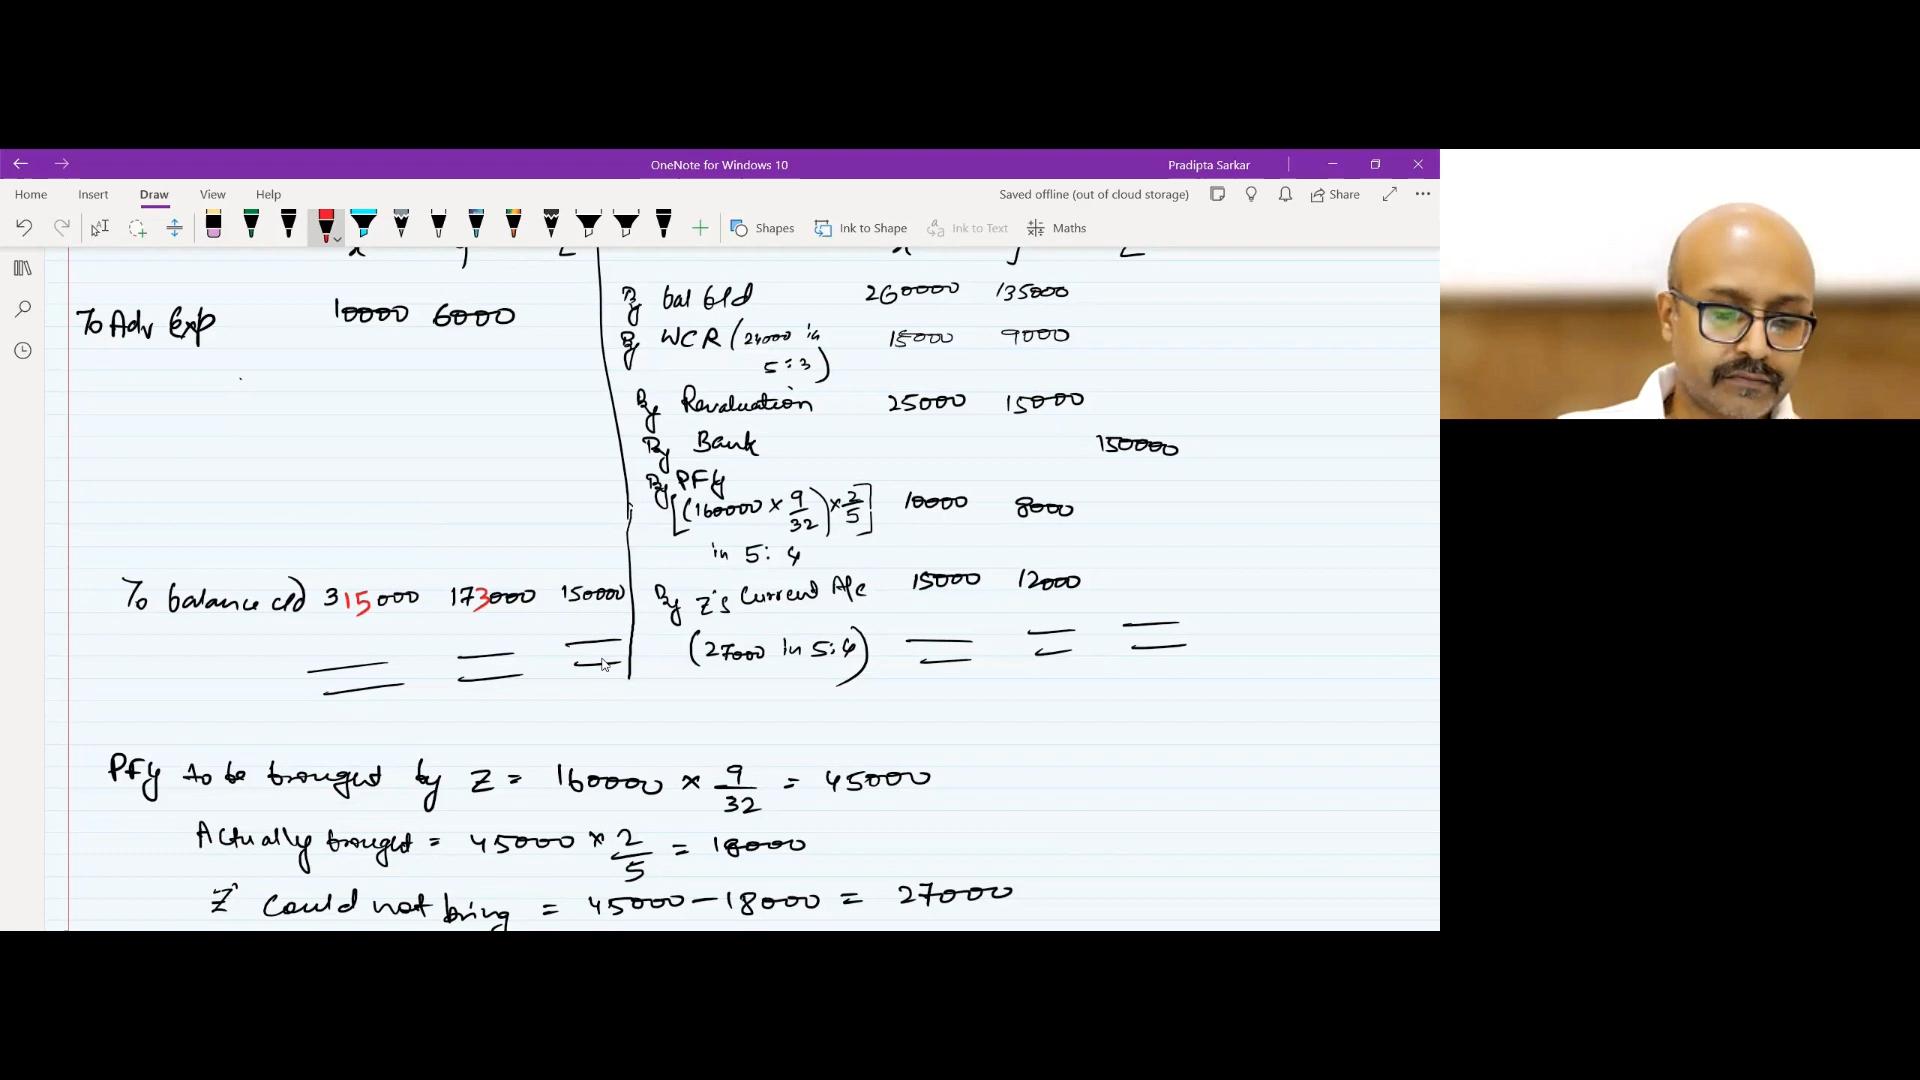 OneNote for Windows 10
Pradipta Sarkar
Home Insert Draw View Help
Saved offline (out of cloud storage)
Share
Shapes Ink to Shape Ink to Text Maths
x y z x y z
To Adv Exp 10000 6000
By bal b/d 260000 135000
By WCR (24000 in 5:3) 15000 9000
By Revaluation 25000 15000
By Bank 150000
By PFG
[(160000 × 9/32) × 2/5] 10000 8000
in 5:4
To balance c/d 315000 173000 150000
By Z's Current A/c 15000 12000
(27000 in 5:4)
PFG to be brought by Z = 160000 × 9/32 = 45000
Actually brought = 45000 × 2/5 = 18000
Z could not bring = 45000 - 18000 = 27000